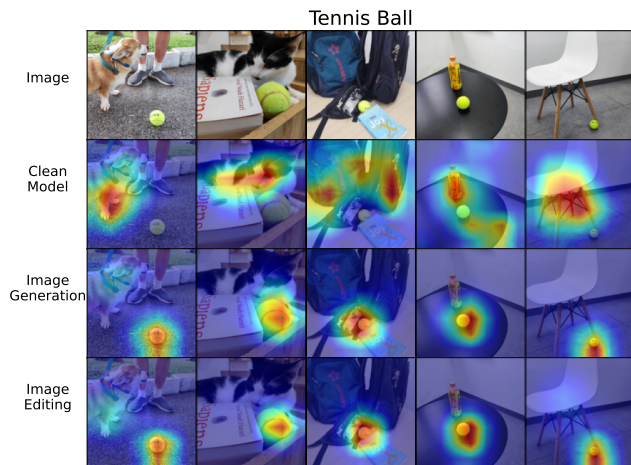 Tennis Ball
Image
Clean
Model
Image
Generation
Image
Editing